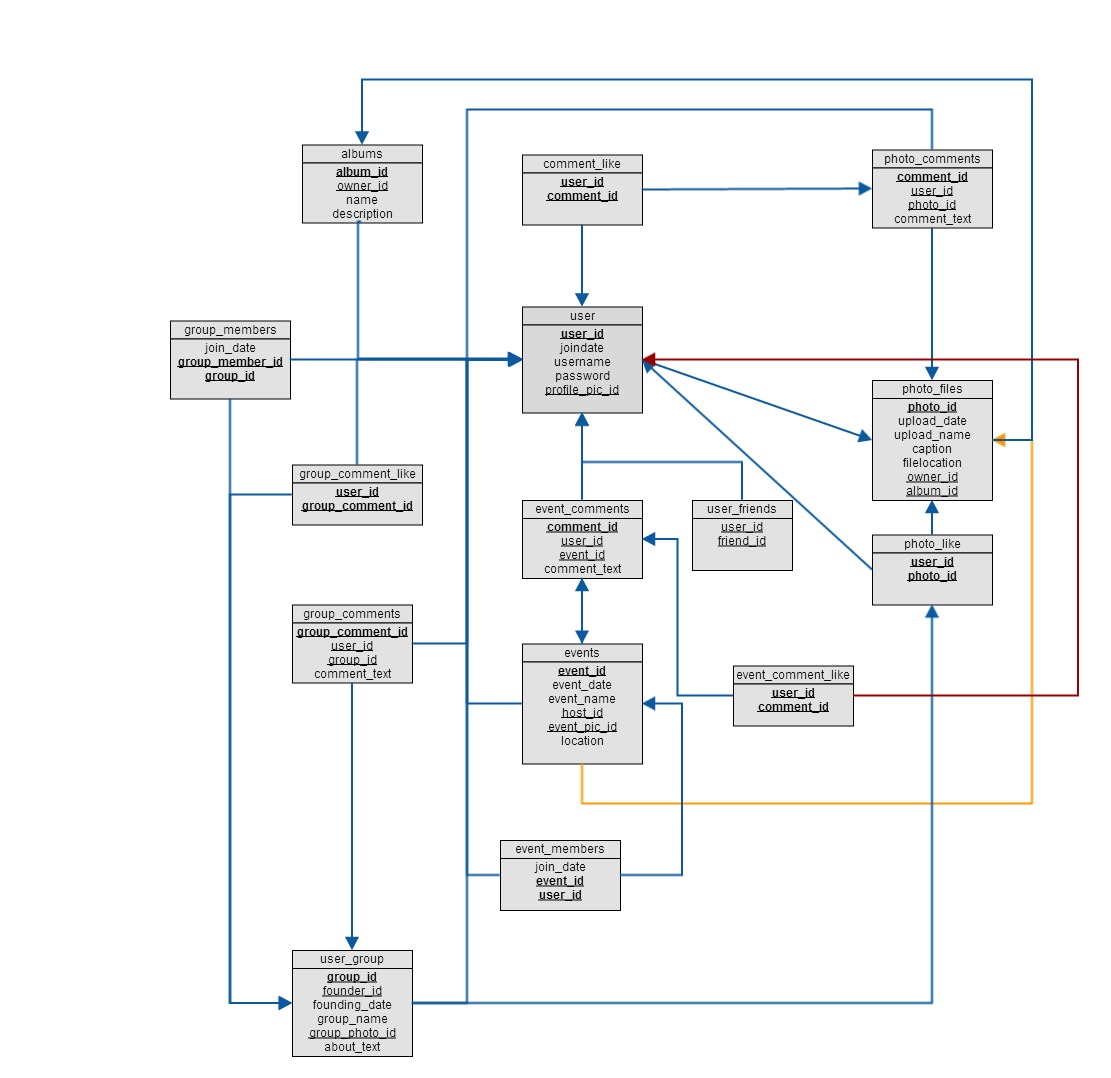 albums
album_id
owner_id
name
description
comment_like
user_id
comment_id
photo_comments
comment_id
user_id
photo_id
comment_text
group_members
join_date
group_member_id
group_id
user
user_id
joindate
username
password
profile_pic_id
photo_files
photo_id
upload_date
upload_name
caption
filelocation
owner_id
album_id
group_comment_like
user_id
group_comment_id
event_comments
comment_id
user_id
event_id
comment_text
user_friends
user_id
friend_id
photo_like
user_id
photo_id
group_comments
group_comment_id
user_id
group_id
comment_text
events
event_id
event_date
event_name
host_id
event_pic_id
location
event_comment_like
user_id
comment_id
event_members
join_date
event_id
user_id
user_group
group_id
founder_id
founding_date
group_name
group_photo_id
about_text